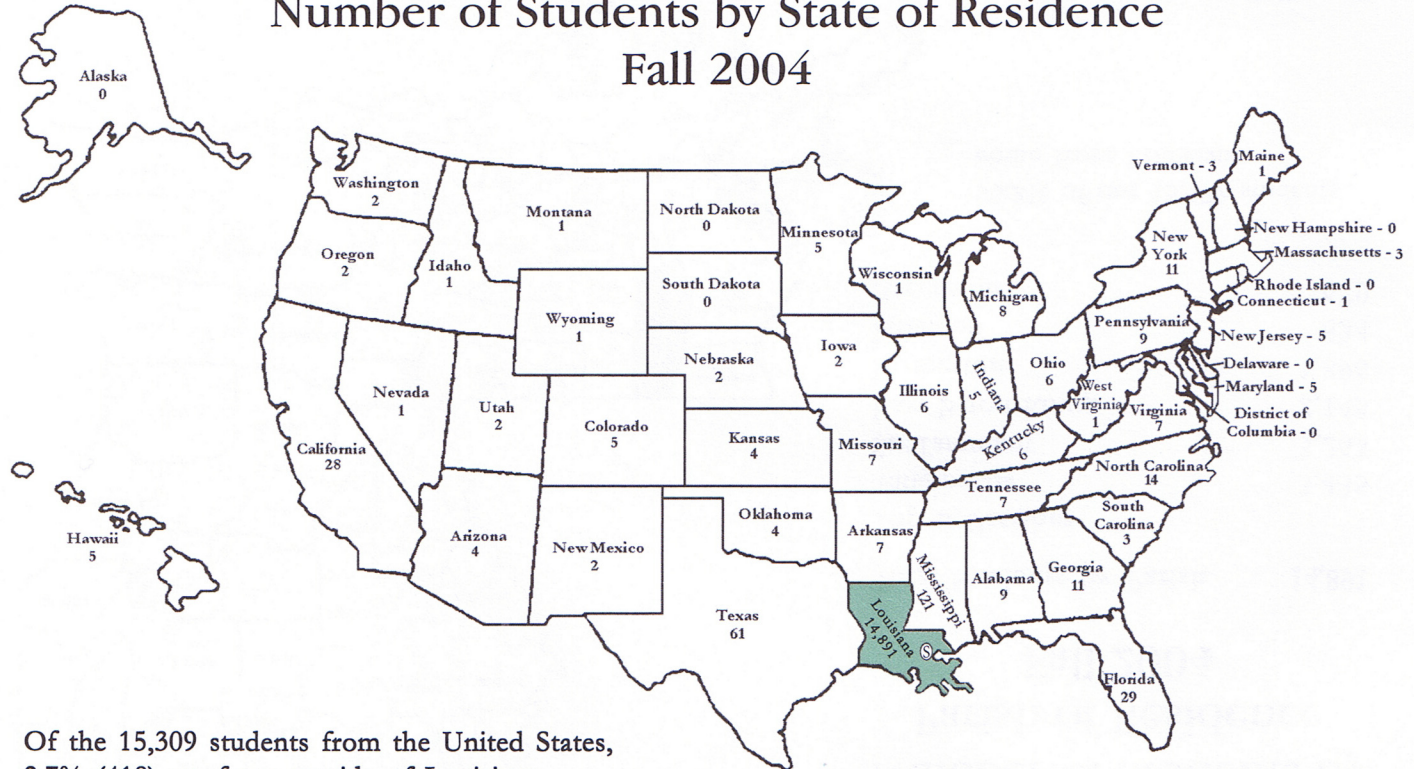 Number of Students by State of Residence
Fall 2004
Alaska
0
Washington
2
Oregon
2
Idaho
1
Montana
1
North Dakota
0
South Dakota
0
Minnesota
5
Wisconsin
1
Michigan
8
Wyoming
1
Nebraska
2
Iowa
2
Illinois
6
Indiana
5
Ohio
6
Pennsylvania
9
New
York
11
Vermont - 3
Maine
1
New Hampshire - 0
Massachusetts - 3
Rhode Island - 0
Connecticut - 1
New Jersey - 5
Delaware - 0
Maryland - 5
District of
Columbia - 0
West
Virginia
1
Virginia
7
Kentucky
6
North Carolina
14
Tennessee
7
South
Carolina
3
Nevada
1
Utah
2
Colorado
5
Kansas
4
Missouri
7
California
28
Arizona
4
New Mexico
2
Oklahoma
4
Arkansas
7
Mississippi
121
Alabama
9
Georgia
11
Hawaii
5
Texas
61
Louisiana
14,891
S
Florida
29
Of the 15,309 students from the United States,